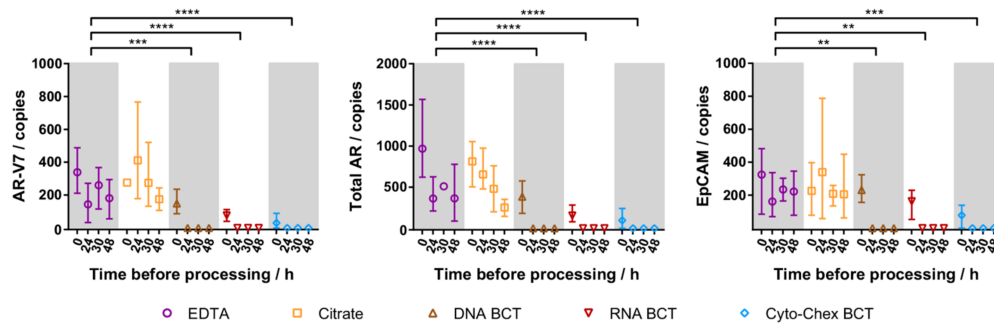 ****
****
***
AR-V7 / copies
1000
800
600
400
200
0
0 24 30 48 0 24 30 48 0 24 30 48 0 24 30 48 0 24 30 48
Time before processing / h
****
****
****
Total AR / copies
2000
1500
1000
500
0
0 24 30 48 0 24 30 48 0 24 30 48 0 24 30 48 0 24 30 48
Time before processing / h
***
**
**
EpCAM / copies
1000
800
600
400
200
0
0 24 30 48 0 24 30 48 0 24 30 48 0 24 30 48 0 24 30 48
Time before processing / h
EDTA Citrate DNA BCT RNA BCT Cyto-Chex BCT